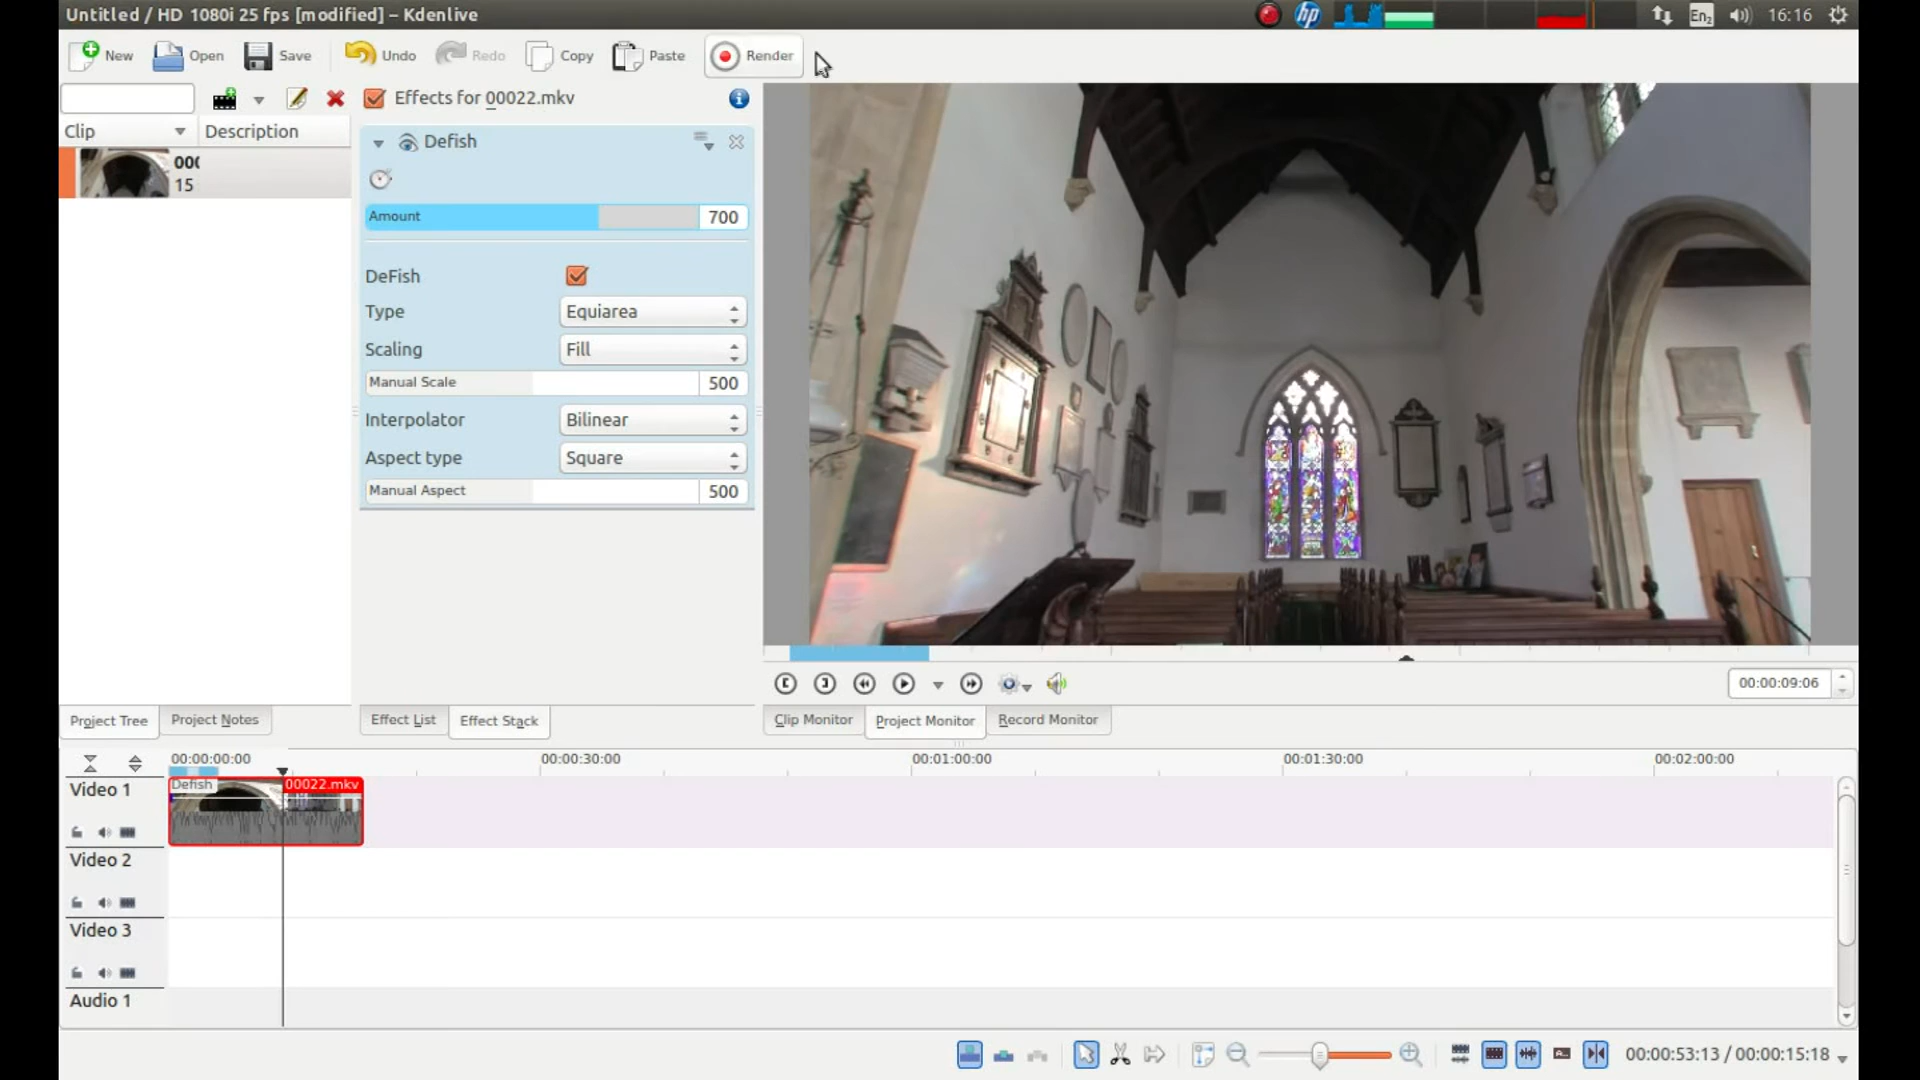 Untitled / HD 1080i 25 fps [modified] – Kdenlive
hp
En2
16:16
New
Open
Save
Undo
Redo
Copy
Paste
Render
Effects for 00022.mkv
Clip
Description
15
Defish
Amount
700
DeFish
Type
Equiarea
Scaling
Fill
Manual Scale
500
Interpolator
Bilinear
Aspect type
Square
Manual Aspect
500
00:00:09:06
Project Tree
Project Notes
Effect List
Effect Stack
Clip Monitor
Project Monitor
Record Monitor
00:00:00:00
00:00:30:00
00:01:00:00
00:01:30:00
00:02:00:00
Video 1
Defish
00022.mkv
Video 2
Video 3
Audio 1
00:00:53:13 / 00:00:15:18